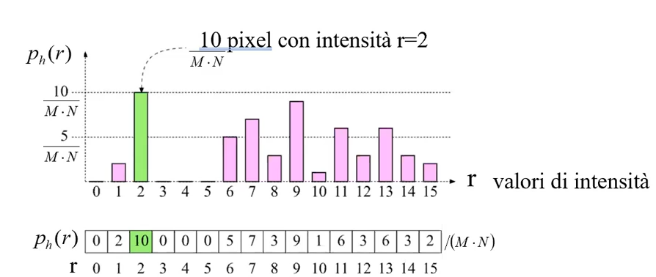 10 pixel con intensità r=2
M·N
p_h(r)
10
M·N
5
M·N
0 1 2 3 4 5 6 7 8 9 10 11 12 13 14 15
r valori di intensità
p_h(r) 0 2 10 0 0 0 5 7 3 9 1 6 3 6 3 2 /(M·N)
r 0 1 2 3 4 5 6 7 8 9 10 11 12 13 14 15